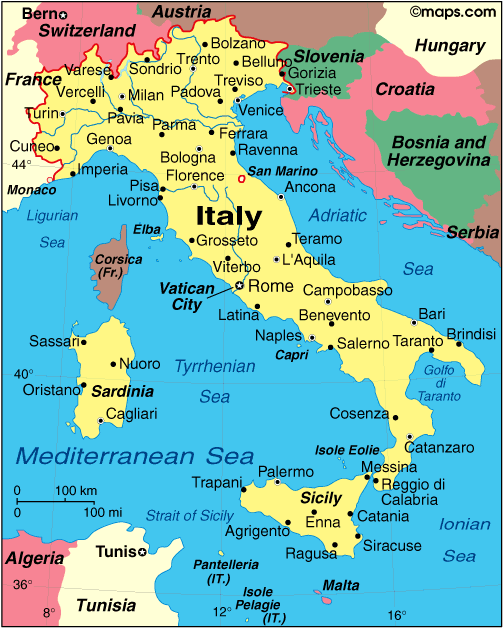 ©maps.com
Bern
Austria
Switzerland
Hungary
Bolzano
Slovenia
Trento
Belluno
Sondrio
Varese
Gorizia
France
Treviso
Croatia
Vercelli
Milan
Padova
Trieste
Venice
Turin
Pavia
Parma
Ferrara
Bosnia and
Herzegovina
Cuneo
Genoa
Bologna
Ravenna
44°
Florence
San Marino
Monaco
Imperia
Pisa
Ancona
Livorno
Ligurian
Sea
Italy
Adriatic
Sea
Elba
Serbia
Grosseto
Teramo
Corsica
(Fr.)
Viterbo
L'Aquila
Vatican
City
Rome
Campobasso
Latina
Benevento
Bari
Sassari
Naples
Brindisi
Capri
Salerno
Taranto
Nuoro
Tyrrhenian
Sea
Golfo
di
Taranto
40°
Oristano
Sardinia
Cagliari
Cosenza
Catanzaro
Mediterranean Sea
Isole Eolie
Messina
Palermo
Reggio di
Calabria
Trapani
100 km
100 mi
Sicily
Enna
Catania
Strait of Sicily
Ionian
Sea
Agrigento
Siracuse
Ragusa
Algeria
Tunis
Pantelleria
(IT.)
Malta
36°
Tunisia
Isole
Pelagie
(IT.)
8°
12°
16°